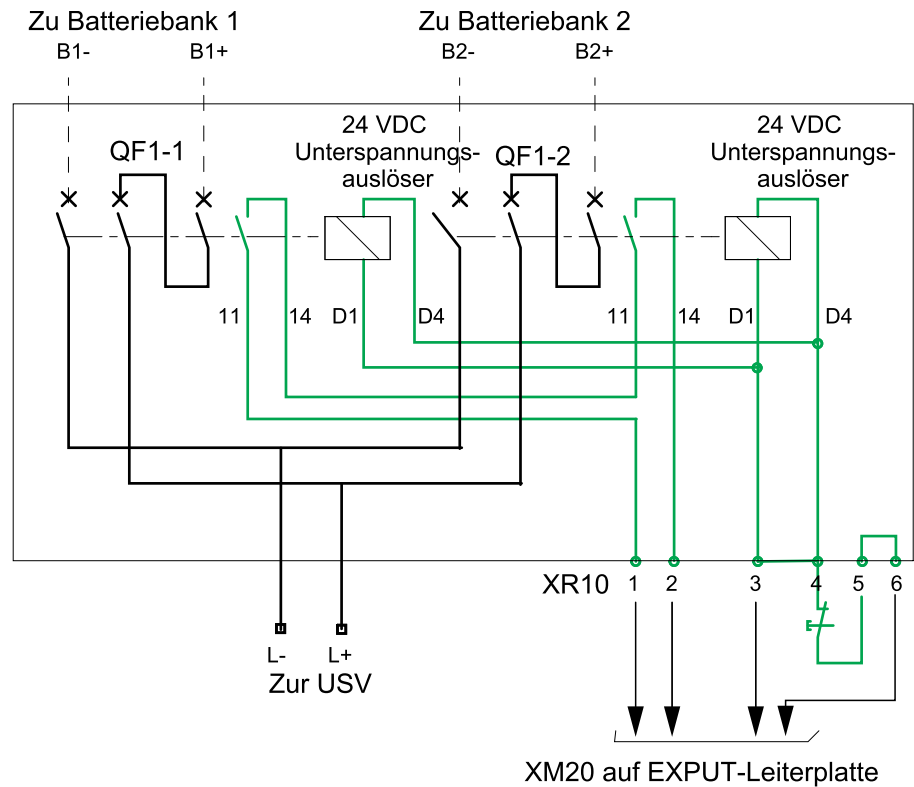 Zu Batteriebank 1
Zu Batteriebank 2
B1-
B1+
B2-
B2+
24 VDC
Unterspannungs-
auslöser
24 VDC
Unterspannungs-
auslöser
QF1-1
QF1-2
11
14
D1
D4
11
14
D1
D4
XR10
1
2
3
4
5
6
L-
L+
Zur USV
XM20 auf EXPUT-Leiterplatte